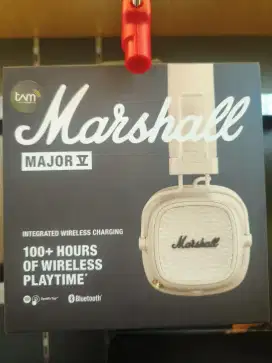 tam
Marshall
MAJOR V
INTEGRATED WIRELESS CHARGING
100+ HOURS
OF WIRELESS
PLAYTIME*
Marshall
Bluetooth®